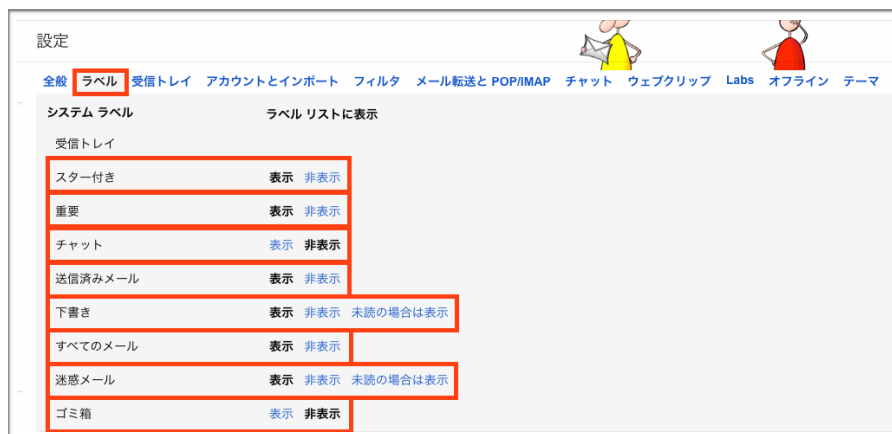 設定
全般 ラベル 受信トレイ アカウントとインポート フィルタ メール転送と POP/IMAP チャット ウェブクリップ Labs オフライン テーマ
システム ラベル ラベル リストに表示
受信トレイ
スター付き 表示 非表示
重要 表示 非表示
チャット 表示 非表示
送信済みメール 表示 非表示
下書き 表示 非表示 未読の場合は表示
すべてのメール 表示 非表示
迷惑メール 表示 非表示 未読の場合は表示
ゴミ箱 表示 非表示